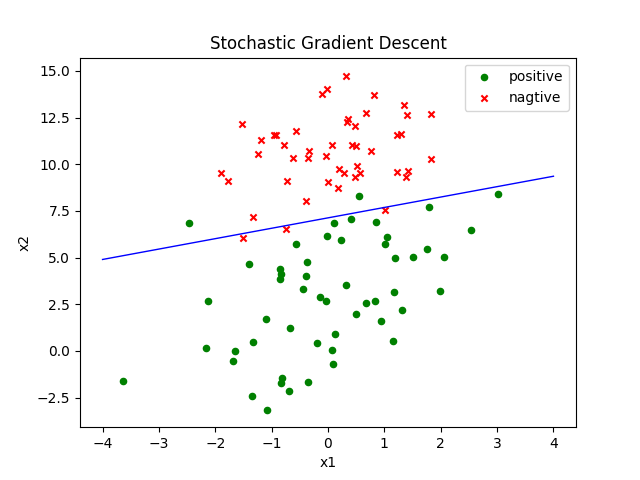 Stochastic Gradient Descent
positive
nagtive
15.0
12.5
10.0
7.5
5.0
2.5
0.0
−2.5
x2
−4 −3 −2 −1 0 1 2 3 4
x1